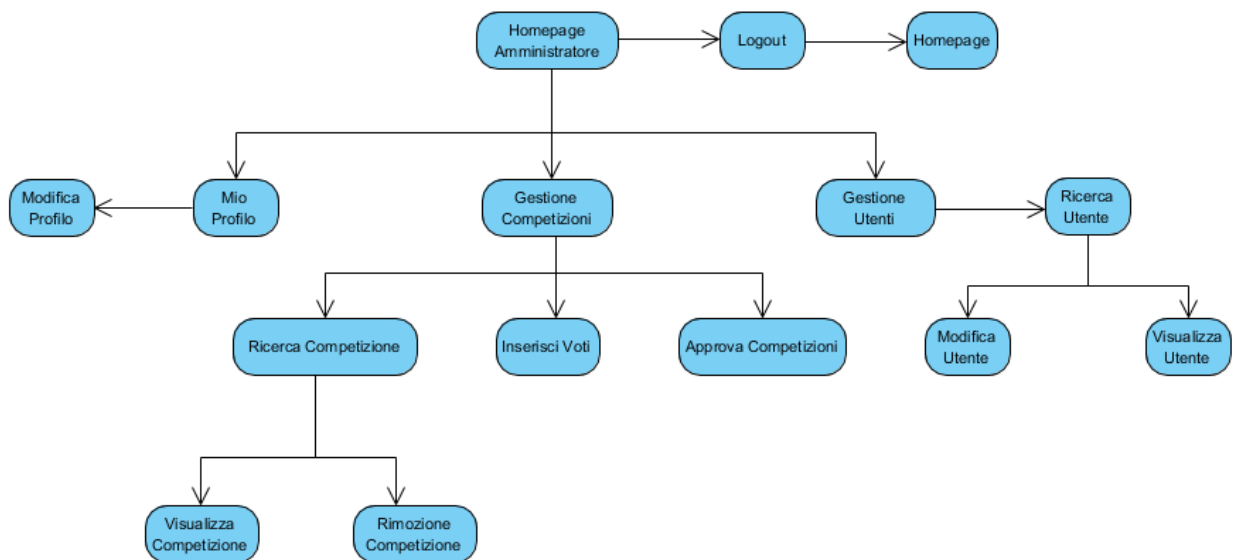 Homepage
Amministratore
Logout
Homepage
Modifica
Profilo
Mio
Profilo
Gestione
Competizioni
Gestione
Utenti
Ricerca
Utente
Ricerca Competizione
Inserisci Voti
Approva Competizioni
Modifica
Utente
Visualizza
Utente
Visualizza
Competizione
Rimozione
Competizione